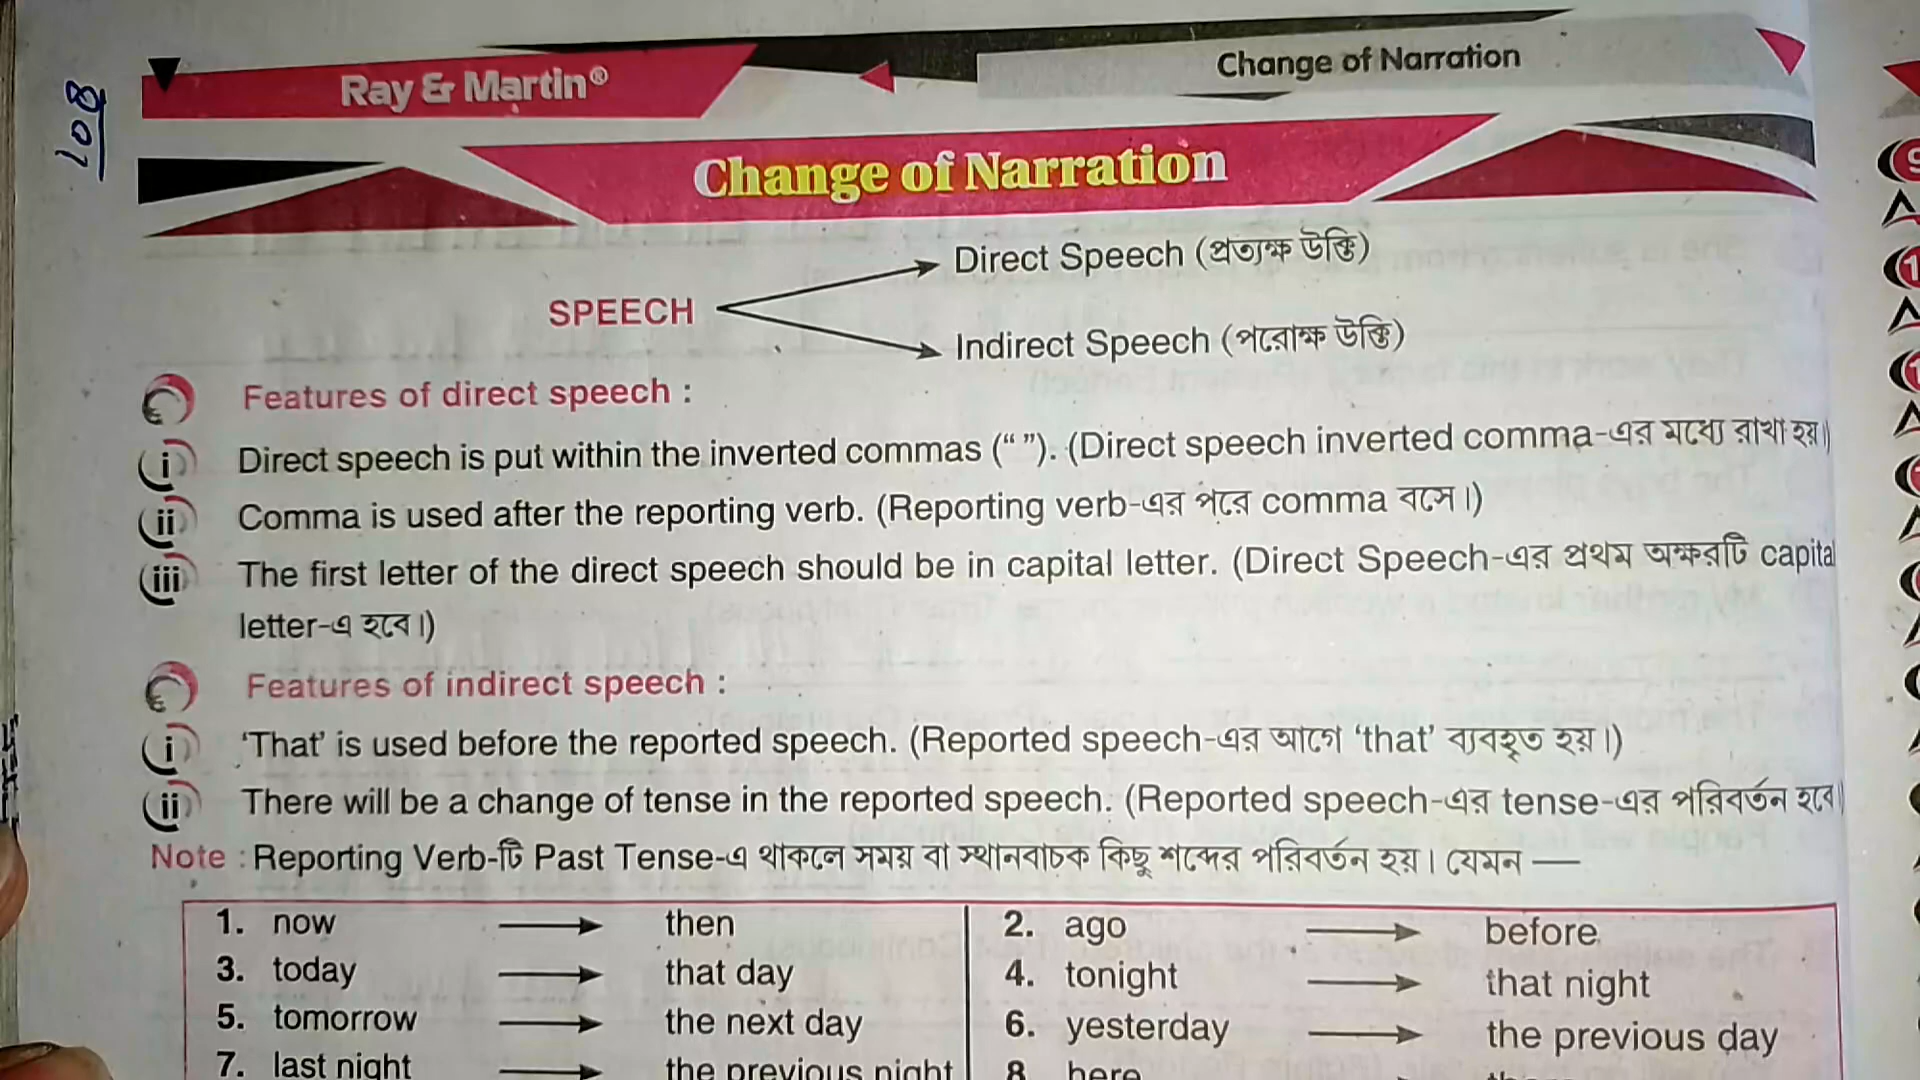 108
Ray & Martin®
Change of Narration
Change of Narration
Direct Speech (প্রত্যক্ষ উক্তি)
SPEECH
Indirect Speech (পরোক্ষ উক্তি)
Features of direct speech :
(i) Direct speech is put within the inverted commas (“ ”). (Direct speech inverted comma-এর মধ্যে রাখা হয়।)
(ii) Comma is used after the reporting verb. (Reporting verb-এর পরে comma বসে।)
(iii) The first letter of the direct speech should be in capital letter. (Direct Speech-এর প্রথম অক্ষরটি capital
letter-এ হবে।)
Features of indirect speech :
(i) ‘That’ is used before the reported speech. (Reported speech-এর আগে ‘that’ ব্যবহৃত হয়।)
(ii) There will be a change of tense in the reported speech. (Reported speech-এর tense-এর পরিবর্তন হবে।
Note : Reporting Verb-টি Past Tense-এ থাকলে সময় বা স্থানবাচক কিছু শব্দের পরিবর্তন হয়। যেমন —
1. now → then 2. ago → before
3. today → that day 4. tonight → that night
5. tomorrow → the next day 6. yesterday → the previous day
7. last night → the previous night 8. here →